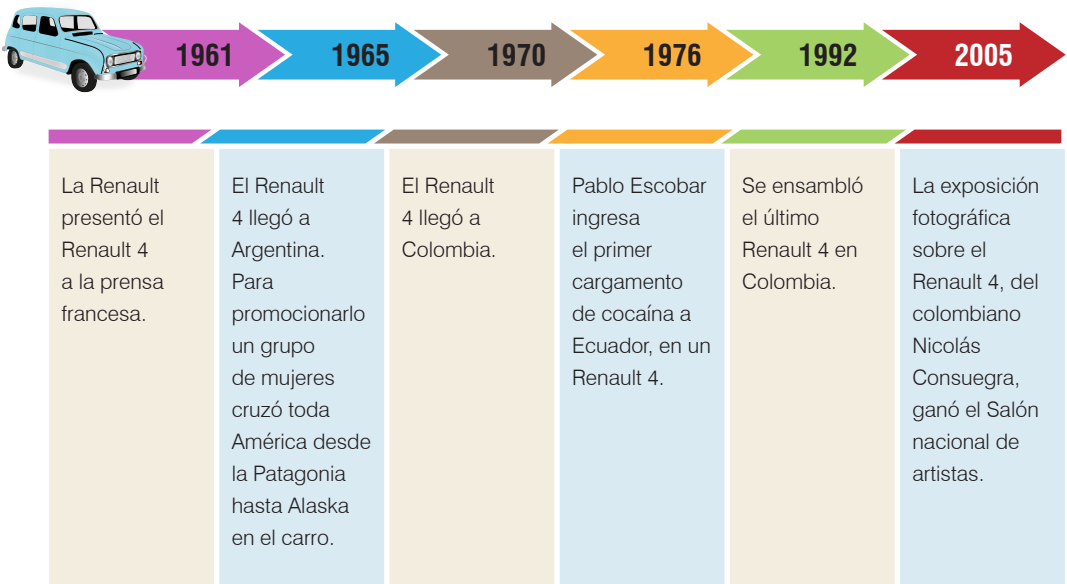 1961
1965
1970
1976
1992
2005
La Renault
presentó el
Renault 4
a la prensa
francesa.
El Renault
4 llegó a
Argentina.
Para
promocionarlo
un grupo
de mujeres
cruzó toda
América desde
la Patagonia
hasta Alaska
en el carro.
El Renault
4 llegó a
Colombia.
Pablo Escobar
ingresa
el primer
cargamento
de cocaína a
Ecuador, en un
Renault 4.
Se ensambló
el último
Renault 4 en
Colombia.
La exposición
fotográfica
sobre el
Renault 4, del
colombiano
Nicolás
Consuegra,
ganó el Salón
nacional de
artistas.